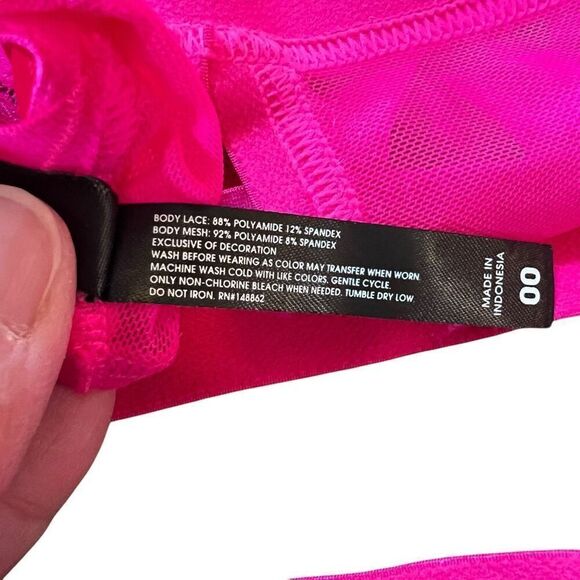 BODY LACE: 88% POLYAMIDE 12% SPANDEX
BODY MESH: 92% POLYAMIDE 8% SPANDEX
EXCLUSIVE OF DECORATION
WASH BEFORE WEARING AS COLOR MAY TRANSFER WHEN WORN.
MACHINE WASH COLD WITH LIKE COLORS. GENTLE CYCLE.
ONLY NON-CHLORINE BLEACH WHEN NEEDED. TUMBLE DRY LOW
DO NOT IRON. RN#148862
MADE IN
INDONESIA
00